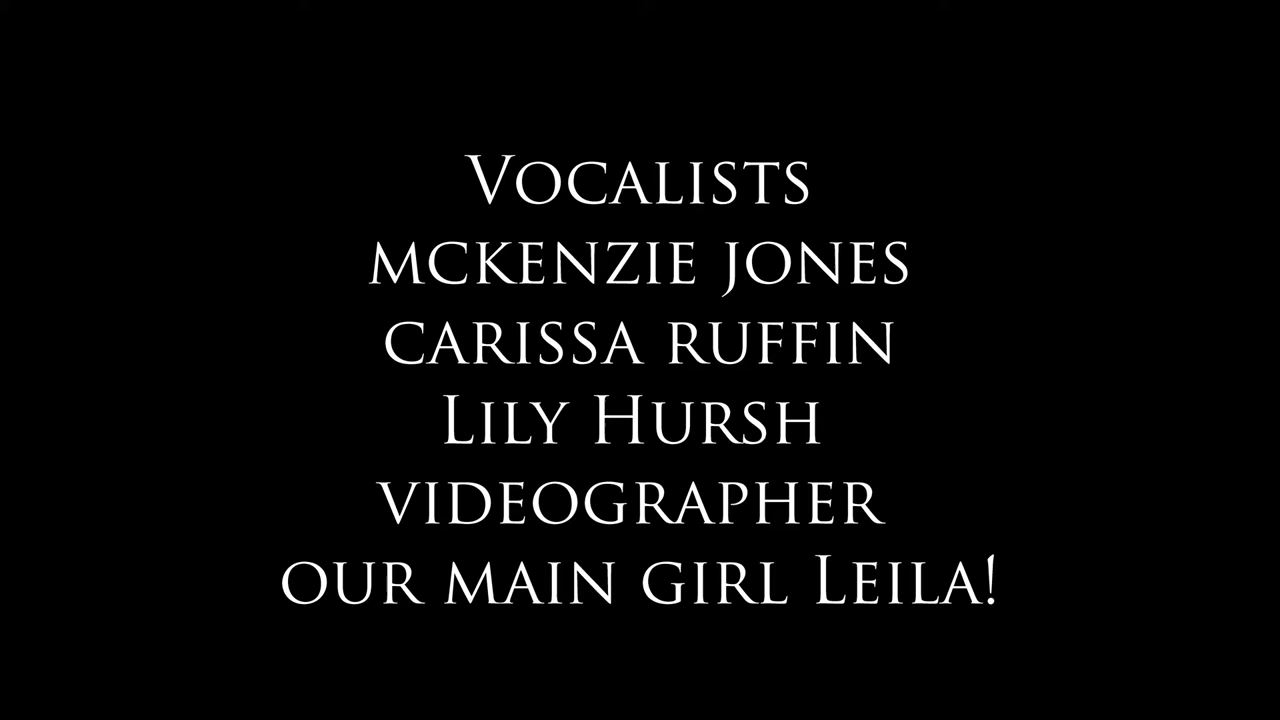 Vocalists
mckenzie jones
carissa ruffin
Lily Hursh
videographer
our main girl Leila!